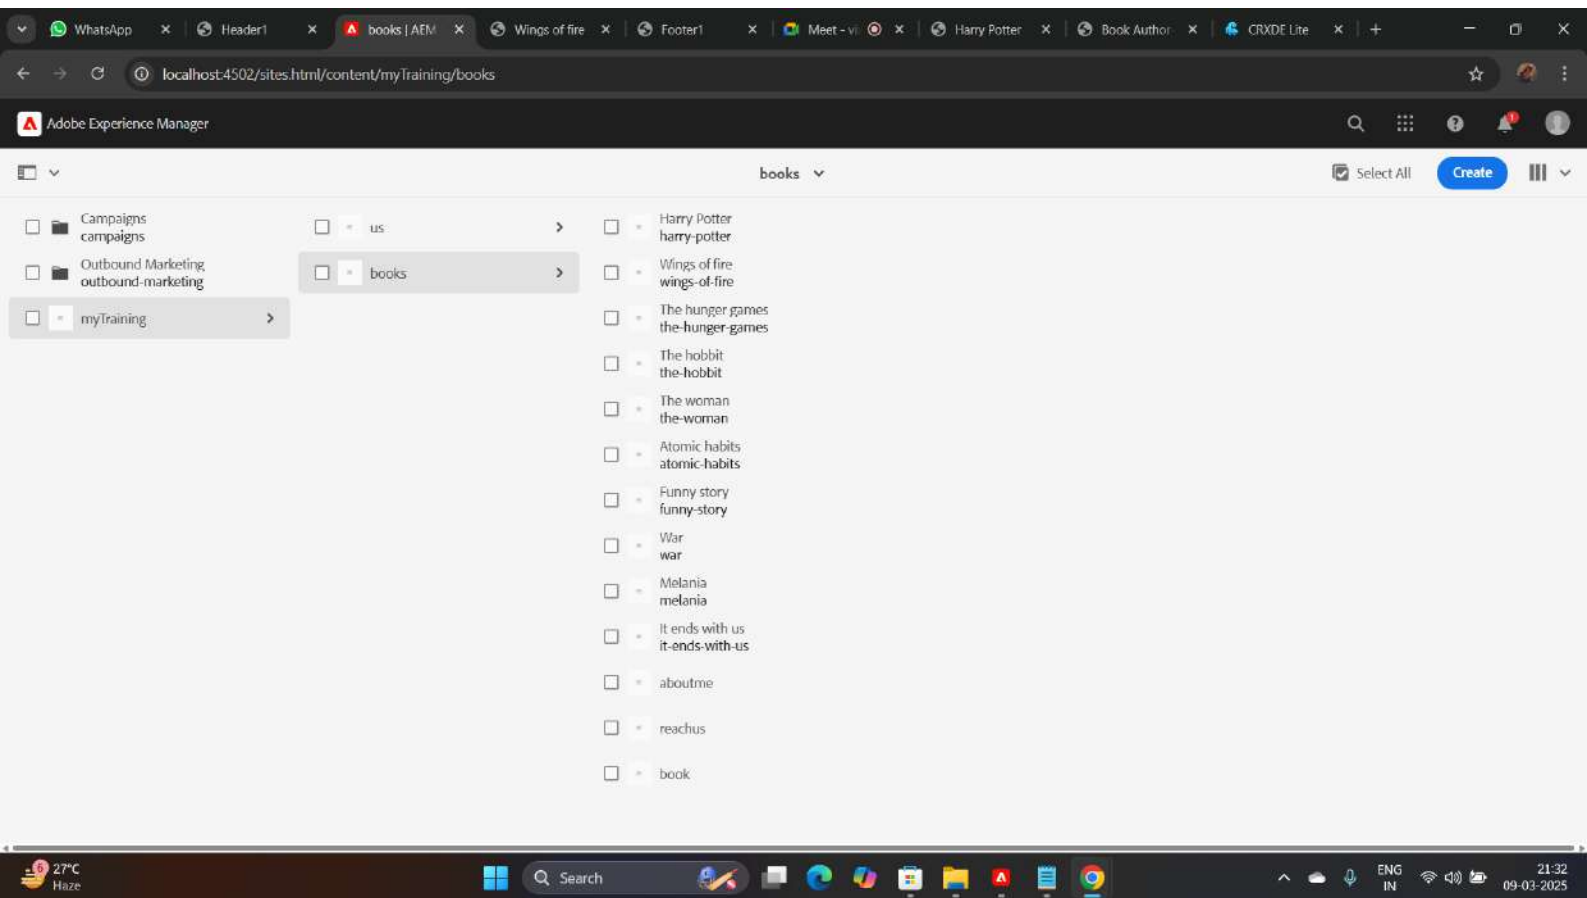 WhatsApp
Header1
books | AEM
Wings of fire
Footer1
Meet - vi
Harry Potter
Book Author
CRXDE Lite
localhost:4502/sites.html/content/myTraining/books
Adobe Experience Manager
1
books
Select All
Create
Campaigns
campaigns
Outbound Marketing
outbound-marketing
myTraining
us
books
Harry Potter
harry-potter
Wings of fire
wings-of-fire
The hunger games
the-hunger-games
The hobbit
the-hobbit
The woman
the-woman
Atomic habits
atomic-habits
Funny story
funny-story
War
war
Melania
melania
It ends with us
it-ends-with-us
aboutme
reachus
book
6
27°C
Haze
Search
ENG
IN
21:32
09-03-2025